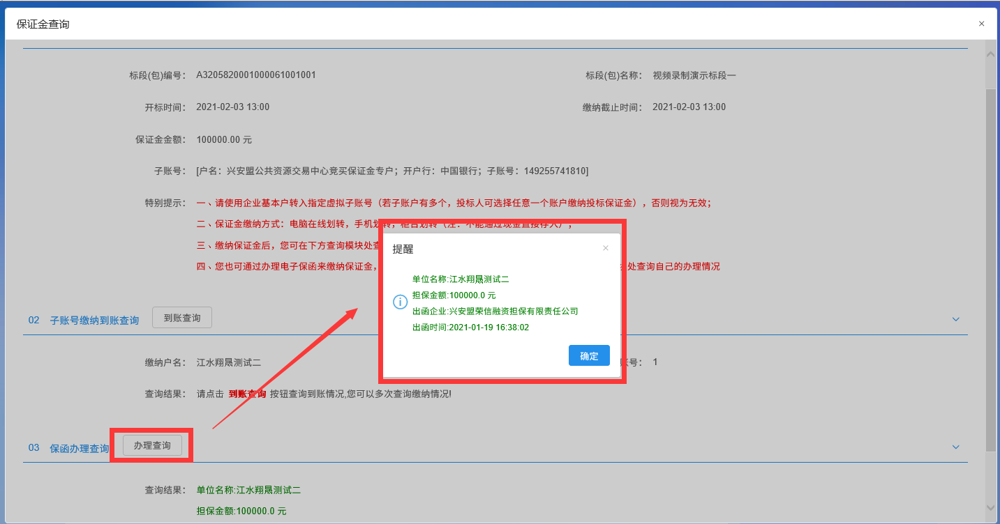 保证金查询
标段(包)编号： A3205820001000061001001
标段(包)名称： 视频录制演示标段一
开标时间： 2021-02-03 13:00
缴纳截止时间： 2021-02-03 13:00
保证金金额： 100000.00 元
子账号： [户名：兴安盟公共资源交易中心竞买保证金专户；开户行：中国银行；子账号：149255741810]
特别提示： 一、请使用企业基本户转入指定虚拟子账号（若子账户有多个，投标人可选择任意一个账户缴纳投标保证金），否则视为无效；
二、保证金缴纳方式：电脑在线划转，手机划转，柜台划转（注：不能通过现金直接存入）；
三、缴纳保证金后，您可在下方查询模块处查
四、您也可通过办理电子保函来缴纳保证金，
处查询自己的办理情况
提醒
单位名称:江水翔晟测试二
担保金额:100000.0 元
出函企业:兴安盟荣信融资担保有限责任公司
出函时间:2021-01-19 16:38:02
确定
02 子账号缴纳到账查询 到账查询
缴纳户名： 江水翔晟测试二
账号： 1
查询结果： 请点击 到账查询 按钮查询到账情况,您可以多次查询缴纳情况!
03 保函办理查询 办理查询
查询结果： 单位名称:江水翔晟测试二
担保金额:100000.0 元